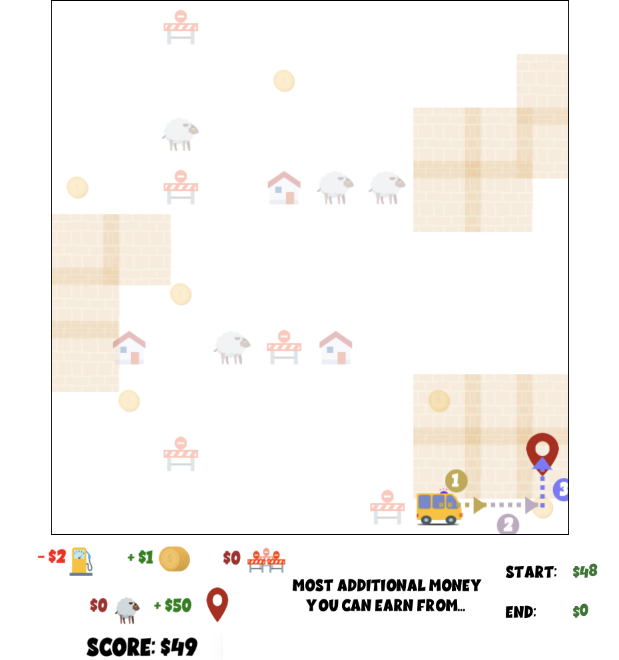 1
2
3
- $2
+ $1
$0
$0
+ $50
SCORE: $49
MOST ADDITIONAL MONEY
YOU CAN EARN FROM...
START: $48
END: $0